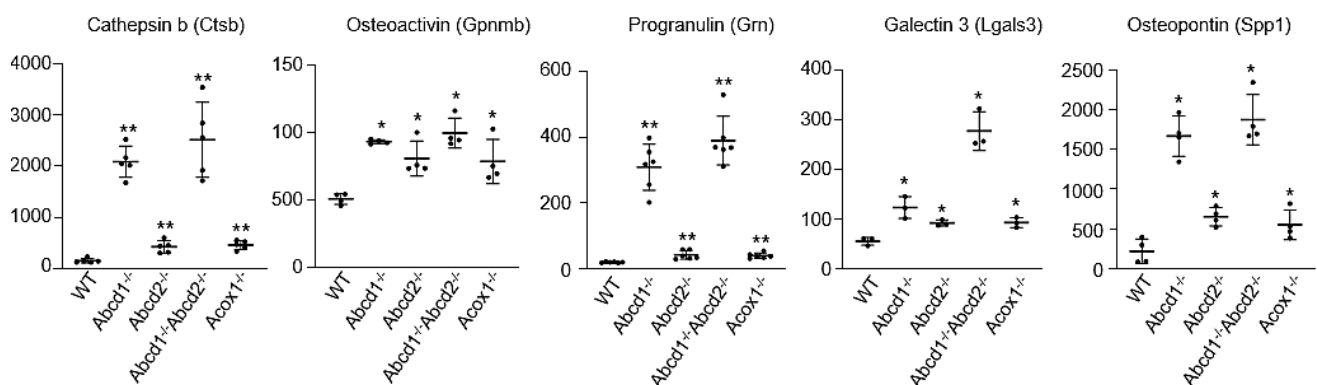 Cathepsin b (Ctsb)
4000
3000
2000
1000
0
**
**
**
**
WT
Abcd1-/-
Abcd2-/-
Abcd1-/-Abcd2-/-
Acox1-/-
Osteoactivin (Gpnmb)
150
100
500
0
*
*
*
*
WT
Abcd1-/-
Abcd2-/-
Abcd1-/-Abcd2-/-
Acox1-/-
Progranulin (Grn)
600
400
200
0
**
**
**
**
WT
Abcd1-/-
Abcd2-/-
Abcd1-/-Abcd2-/-
Acox1-/-
Galectin 3 (Lgals3)
400
300
200
100
0
*
*
*
*
WT
Abcd1-/-
Abcd2-/-
Abcd1-/-Abcd2-/-
Acox1-/-
Osteopontin (Spp1)
2500
2000
1500
1000
500
0
*
*
*
*
WT
Abcd1-/-
Abcd2-/-
Abcd1-/-Abcd2-/-
Acox1-/-